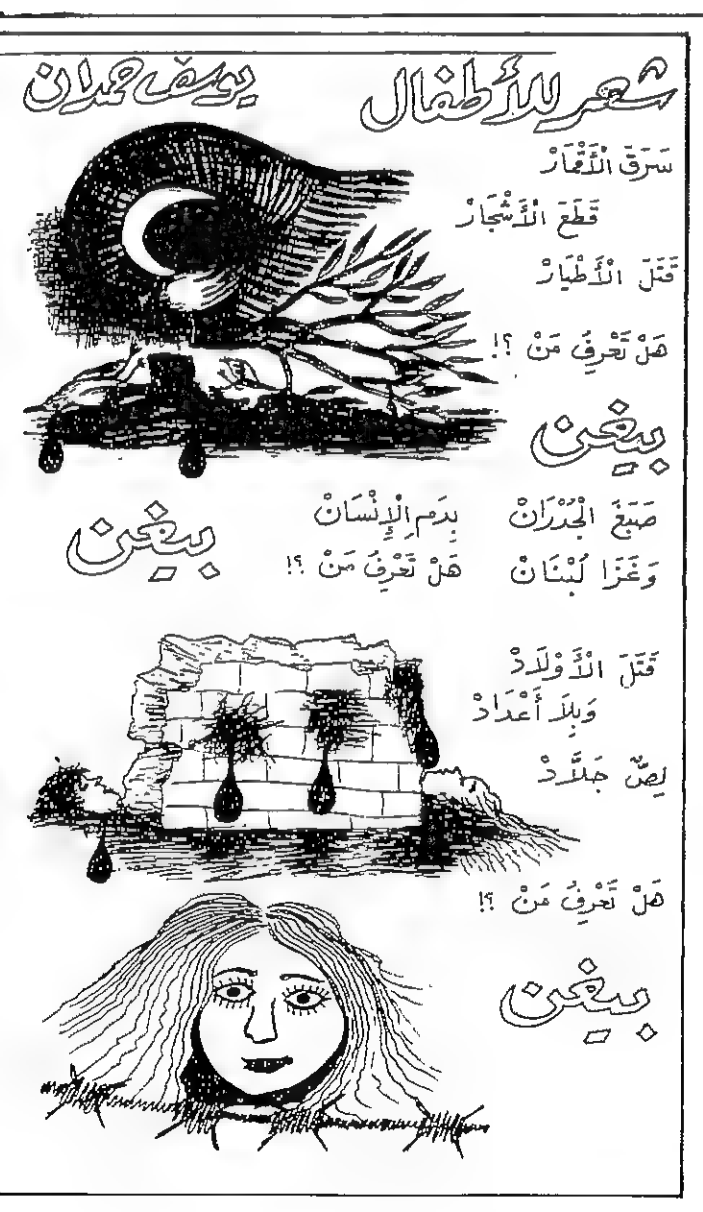 شعر للأطفال يوسف حمدان
سَرَقَ الْأَقْمَارْ
قَطَعَ الْأَشْجَارْ
قَتَلَ الْأَطْيَارْ
هَلْ تَعْرِفُ مَنْ ؟!
بيغن
صَبَغَ الْجُدْرَانْ بِدَمِ الْإِنْسَانْ
وَغَزَا لُبْنَانْ هَلْ تَعْرِفُ مَنْ ؟!
بيغن
قَتَلَ الْأَوْلَادْ
وَبِلَا أَعْدَادْ
لِصٌّ جَلَّادْ
هَلْ تَعْرِفُ مَنْ ؟!
بيغن